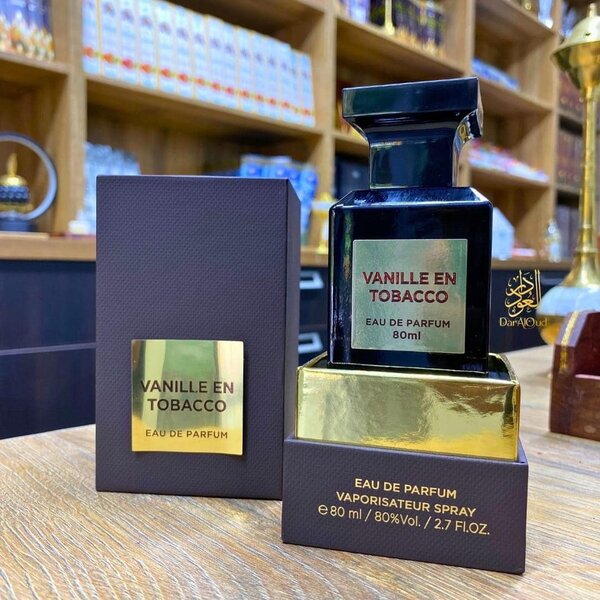 VANILLE EN
TOBACCO
EAU DE PARFUM
VANILLE EN
TOBACCO
EAU DE PARFUM
80ml
دار العود
DarAlOud
EAU DE PARFUM
VAPORISATEUR SPRAY
e 80 ml / 80%Vol. / 2.7 Fl.OZ.